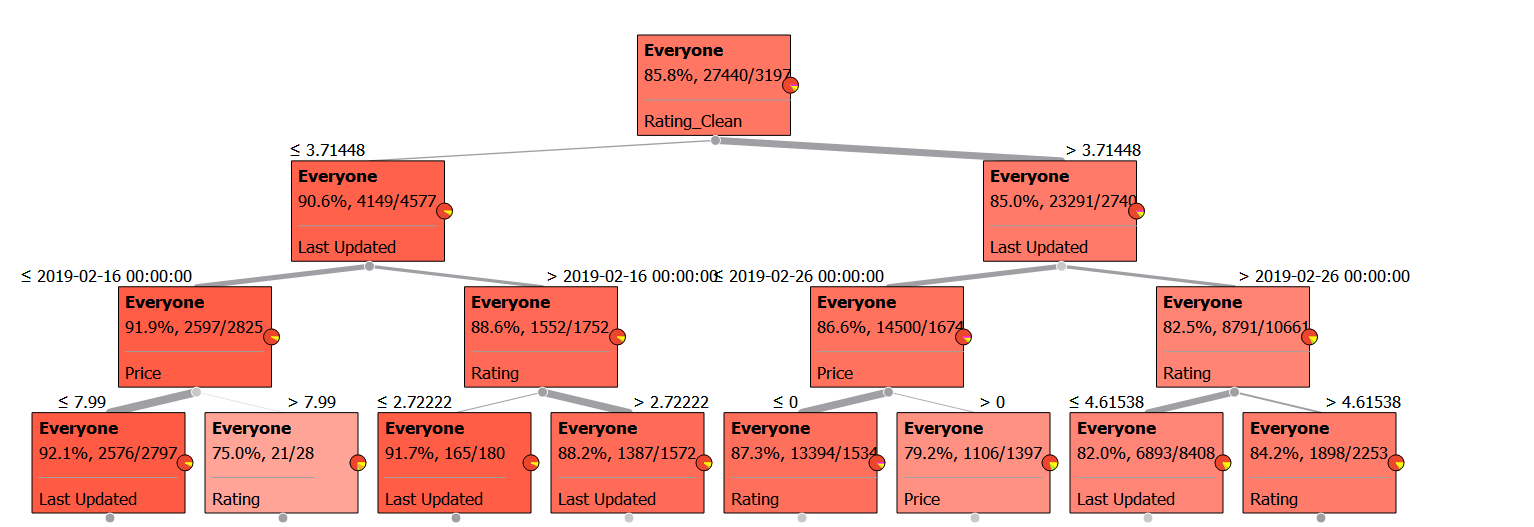 Everyone
85.8%, 27440/3197
Rating_Clean
≤ 3.71448
> 3.71448
Everyone
90.6%, 4149/4577
Last Updated
Everyone
85.0%, 23291/2740
Last Updated
≤ 2019-02-16 00:00:00
> 2019-02-16 00:00:00
≤ 2019-02-26 00:00:00
> 2019-02-26 00:00:00
Everyone
91.9%, 2597/2825
Price
Everyone
88.6%, 1552/1752
Rating
Everyone
86.6%, 14500/1674
Price
Everyone
82.5%, 8791/10661
Rating
≤ 7.99
> 7.99
≤ 2.72222
> 2.72222
≤ 0
> 0
≤ 4.61538
> 4.61538
Everyone
92.1%, 2576/2797
Last Updated
Everyone
75.0%, 21/28
Rating
Everyone
91.7%, 165/180
Last Updated
Everyone
88.2%, 1387/1572
Last Updated
Everyone
87.3%, 13394/1534
Rating
Everyone
79.2%, 1106/1397
Price
Everyone
82.0%, 6893/8408
Last Updated
Everyone
84.2%, 1898/2253
Rating